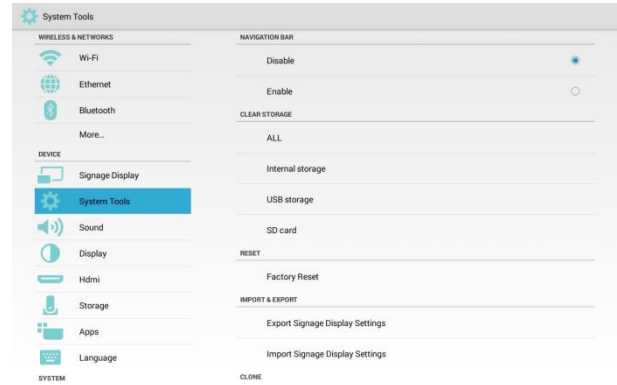 System Tools
WIRELESS & NETWORKS
Wi-Fi
Ethernet
Bluetooth
More...
DEVICE
Signage Display
System Tools
Sound
Display
Hdmi
Storage
Apps
Language
SYSTEM
NAVIGATION BAR
Disable
Enable
CLEAR STORAGE
ALL
Internal storage
USB storage
SD card
RESET
Factory Reset
IMPORT & EXPORT
Export Signage Display Settings
Import Signage Display Settings
CLONE